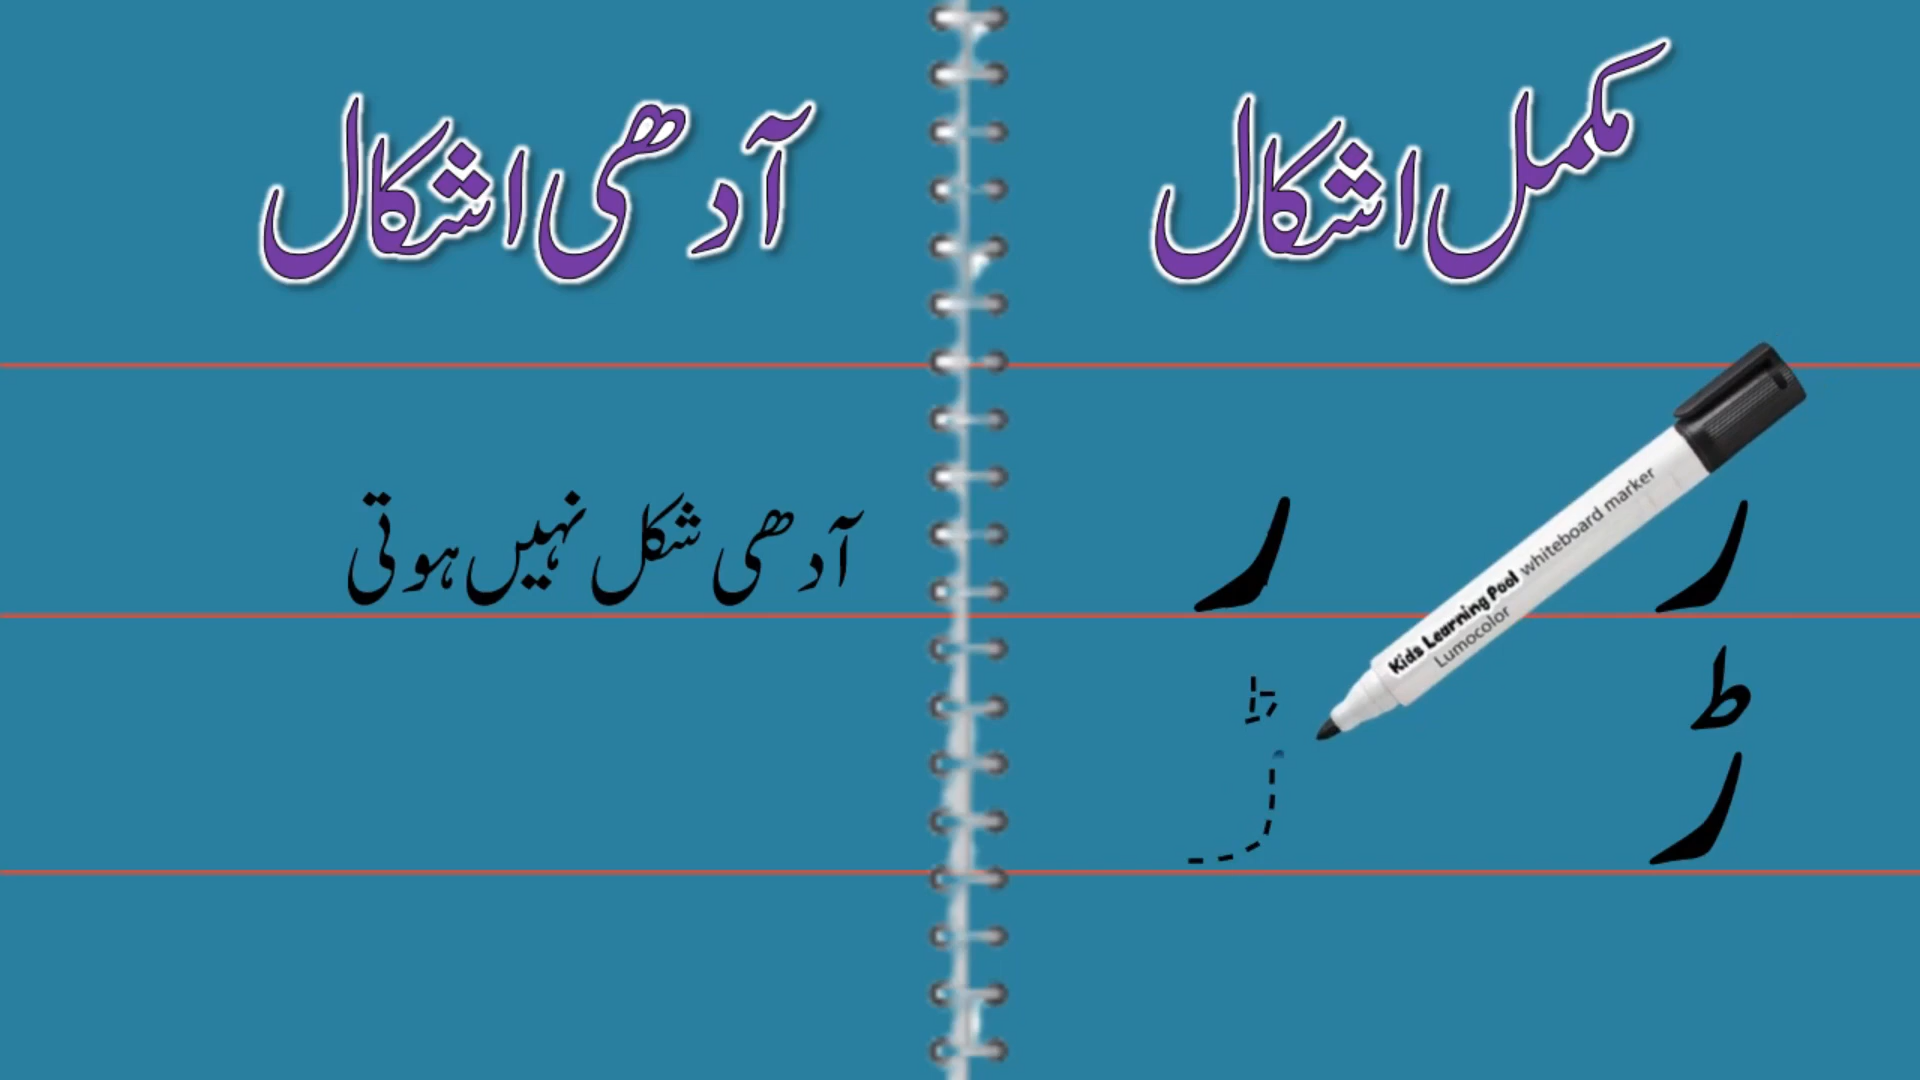 مکمل اشکال
آدھی اشکال
ر ر
آدھی شکل نہیں ہوتی
ڑ ڑ
Kids Learning Pool whiteboard marker
Lumocolor